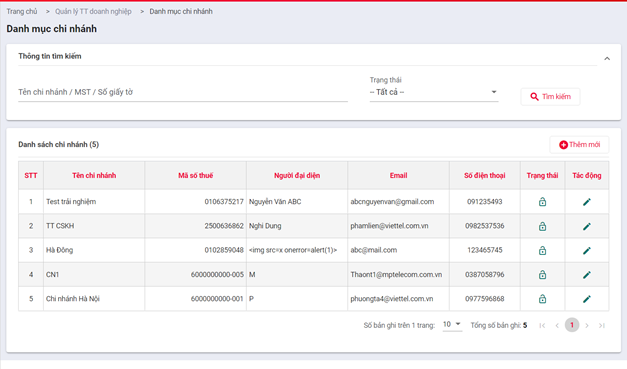 Trang chủ > Quản lý TT doanh nghiệp > Danh mục chi nhánh
Danh mục chi nhánh
Thông tin tìm kiếm
Trạng thái
Tên chi nhánh / MST / Số giấy tờ
-- Tất cả --
Tìm kiếm
Danh sách chi nhánh (5)
Thêm mới
STT Tên chi nhánh Mã số thuế Người đại diện Email Số điện thoại Trạng thái Tác động
1 Test trải nghiệm 0106375217 Nguyễn Văn ABC abcnguyenvan@gmail.com 091235493
2 TT CSKH 2500636862 Nghi Dung phamlien@viettel.com.vn 0982537536
3 Hà Đông 0102859048 <img src=x onerror=alert(1)> abc@mail.com 123465745
4 CN1 6000000000-005 M Thaont1@mptelecom.com.vn 0387058796
5 Chi nhánh Hà Nội 6000000000-001 P phuongta4@viettel.com.vn 0977596868
Số bản ghi trên 1 trang: 10 Tổng số bản ghi: 5 1